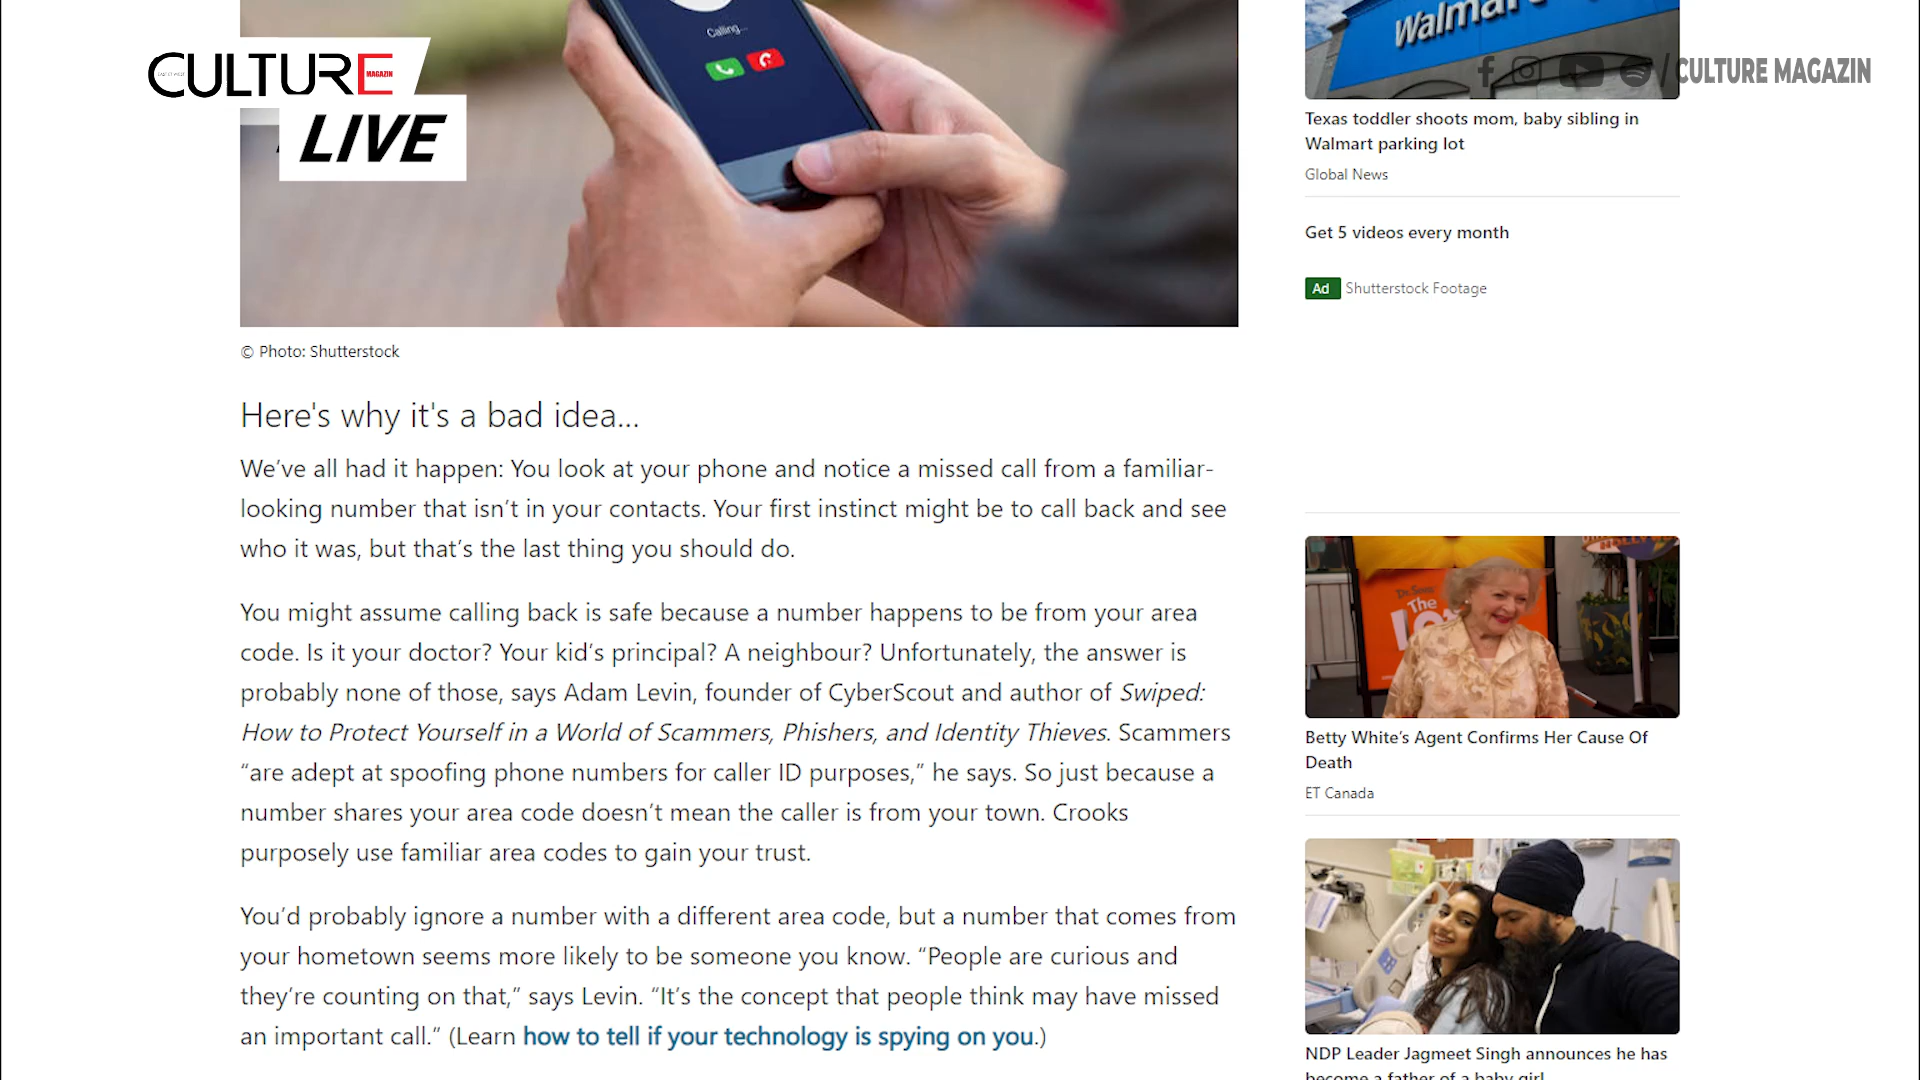 CULTURE
MAGAZIN
LIVE
Calling...
Walmart
CULTURE MAGAZIN
Texas toddler shoots mom, baby sibling in
Walmart parking lot
Global News
Get 5 videos every month
Ad Shutterstock Footage
© Photo: Shutterstock
Here's why it's a bad idea...
We’ve all had it happen: You look at your phone and notice a missed call from a familiar-
looking number that isn’t in your contacts. Your first instinct might be to call back and see
who it was, but that’s the last thing you should do.
You might assume calling back is safe because a number happens to be from your area
code. Is it your doctor? Your kid’s principal? A neighbour? Unfortunately, the answer is
probably none of those, says Adam Levin, founder of CyberScout and author of Swiped:
How to Protect Yourself in a World of Scammers, Phishers, and Identity Thieves. Scammers
“are adept at spoofing phone numbers for caller ID purposes,” he says. So just because a
number shares your area code doesn’t mean the caller is from your town. Crooks
purposely use familiar area codes to gain your trust.
You’d probably ignore a number with a different area code, but a number that comes from
your hometown seems more likely to be someone you know. “People are curious and
they’re counting on that,” says Levin. “It’s the concept that people think may have missed
an important call.” (Learn how to tell if your technology is spying on you.)
Dr. Seuss'
The
Betty White’s Agent Confirms Her Cause Of
Death
ET Canada
NDP Leader Jagmeet Singh announces he has
become a father of a baby girl